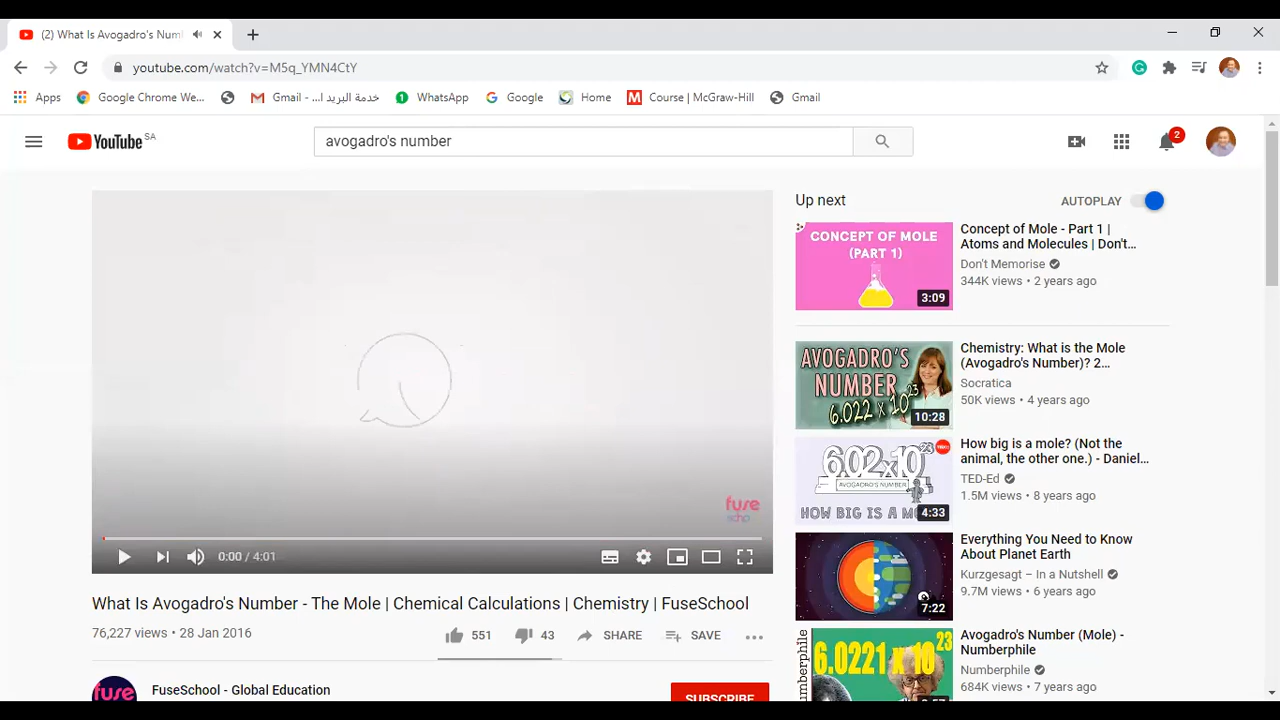 (2) What Is Avogadro's Num
youtube.com/watch?v=M5q_YMN4CtY
Apps Google Chrome We... Gmail - خدمة البريد ا... WhatsApp Google Home Course | McGraw-Hill Gmail
YouTube SA
avogadro's number
2
Up next
AUTOPLAY
CONCEPT OF MOLE
(PART 1)
3:09
Concept of Mole - Part 1 |
Atoms and Molecules | Don't...
Don't Memorise
344K views • 2 years ago
AVOGADRO'S
NUMBER
6.022 x 10 23
10:28
Chemistry: What is the Mole
(Avogadro's Number)? 2...
Socratica
50K views • 4 years ago
6.02x10 23
AVOGADRO'S NUMBER
HOW BIG IS A
4:33
How big is a mole? (Not the
animal, the other one.) - Daniel...
TED-Ed
1.5M views • 8 years ago
fuse
0:00 / 4:01
7:22
Everything You Need to Know
About Planet Earth
Kurzgesagt – In a Nutshell
9.7M views • 6 years ago
What Is Avogadro's Number - The Mole | Chemical Calculations | Chemistry | FuseSchool
76,227 views • 28 Jan 2016
551 43 SHARE SAVE
6.0221 x 10 23
Avogadro's Number (Mole) -
Numberphile
Numberphile
684K views • 7 years ago
fuse
FuseSchool - Global Education
SUBSCRIBE